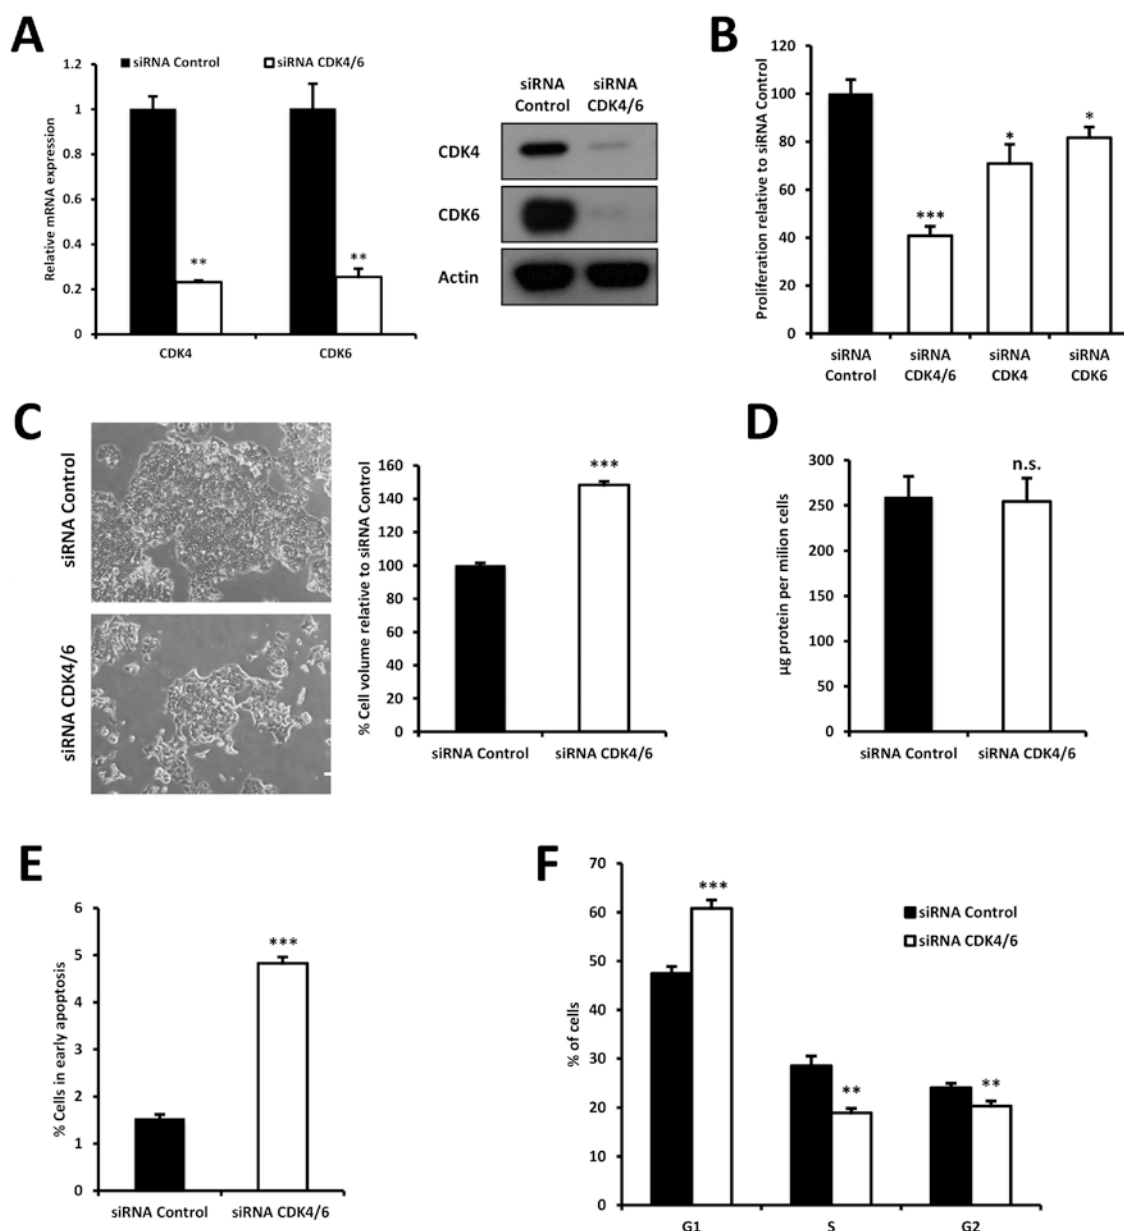 A
siRNA Control
siRNA CDK4/6
Relative mRNA expression
1.2
1
0.8
0.6
0.4
0.2
0
**
**
CDK4
CDK6
siRNA
Control
siRNA
CDK4/6
CDK4
CDK6
Actin
B
Proliferation relative to siRNA Control
120
100
80
60
40
20
0
***
*
*
siRNA
Control
siRNA
CDK4/6
siRNA
CDK4
siRNA
CDK6
C
siRNA Control
siRNA CDK4/6
% Cell volume relative to siRNA Control
160
140
120
100
80
60
40
20
0
***
siRNA Control
siRNA CDK4/6
D
µg protein per milion cells
300
250
200
150
100
50
0
n.s.
siRNA Control
siRNA CDK4/6
E
% Cells in early apoptosis
6
5
4
3
2
1
0
***
siRNA Control
siRNA CDK4/6
F
% of cells
70
60
50
40
30
20
10
0
***
**
**
siRNA Control
siRNA CDK4/6
G1
S
G2